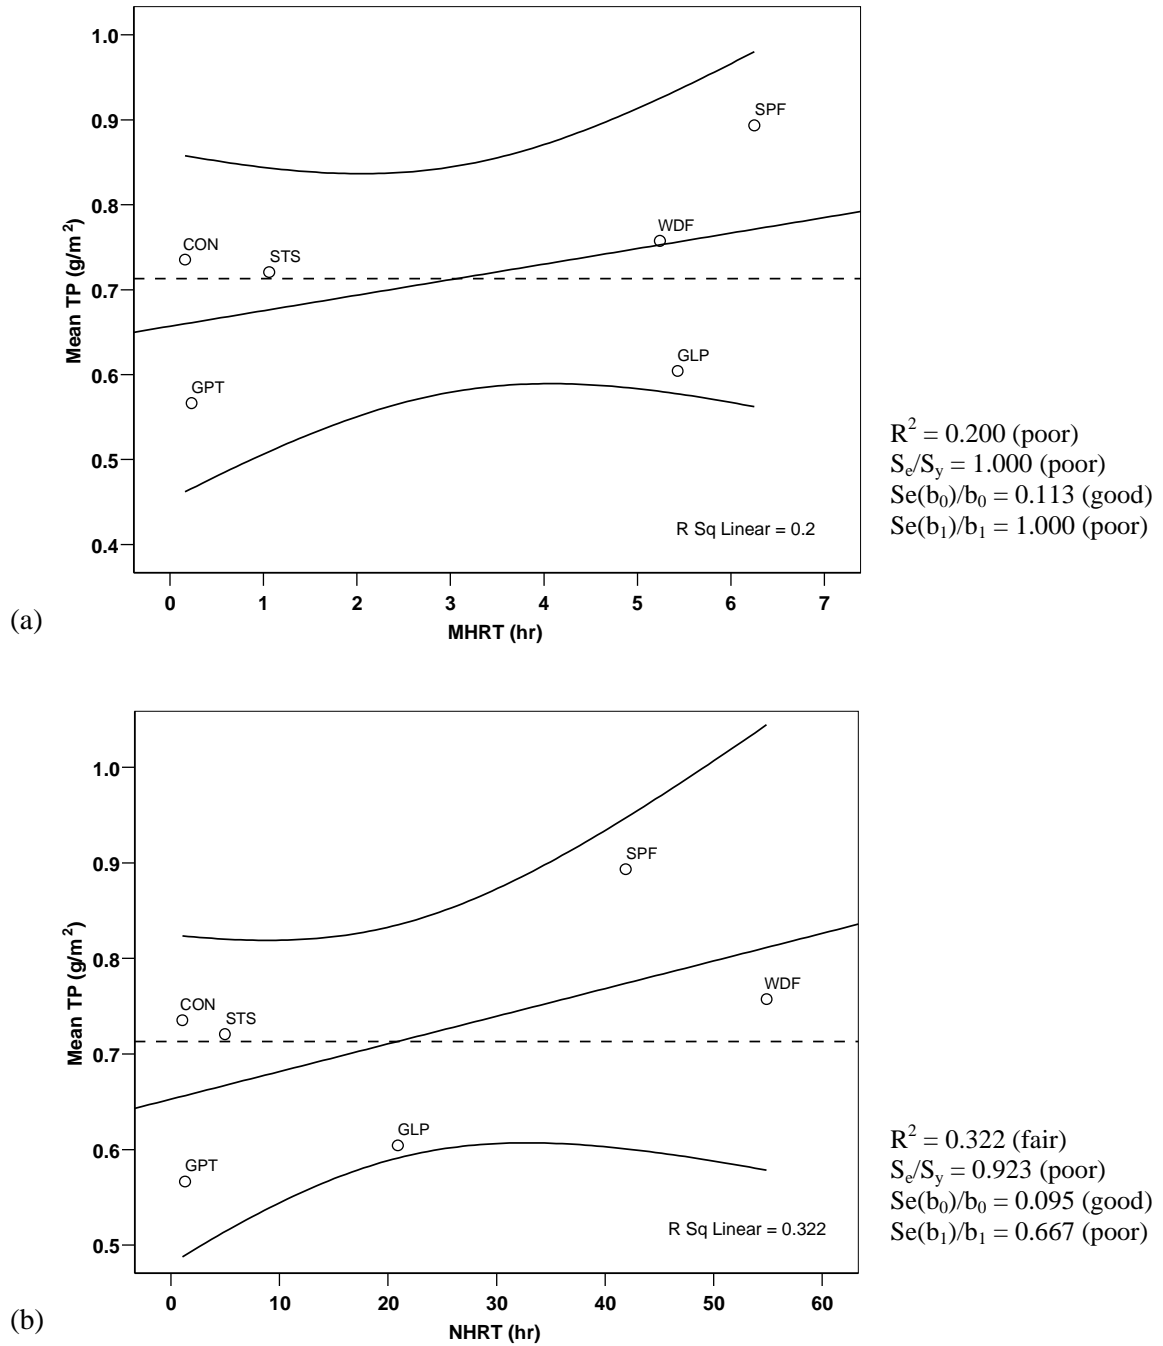 1.0
0.9
0.8
0.7
0.6
0.5
0.4
Mean TP (g/m²)
SPF
WDF
CON
STS
GLP
GPT
R Sq Linear = 0.2
0 1 2 3 4 5 6 7
MHRT (hr)
(a)
R² = 0.200 (poor)
Sₑ/Sᵧ = 1.000 (poor)
Se(b₀)/b₀ = 0.113 (good)
Se(b₁)/b₁ = 1.000 (poor)
1.0
0.9
0.8
0.7
0.6
0.5
Mean TP (g/m²)
SPF
WDF
CON
STS
GLP
GPT
R Sq Linear = 0.322
0 10 20 30 40 50 60
NHRT (hr)
(b)
R² = 0.322 (fair)
Sₑ/Sᵧ = 0.923 (poor)
Se(b₀)/b₀ = 0.095 (good)
Se(b₁)/b₁ = 0.667 (poor)